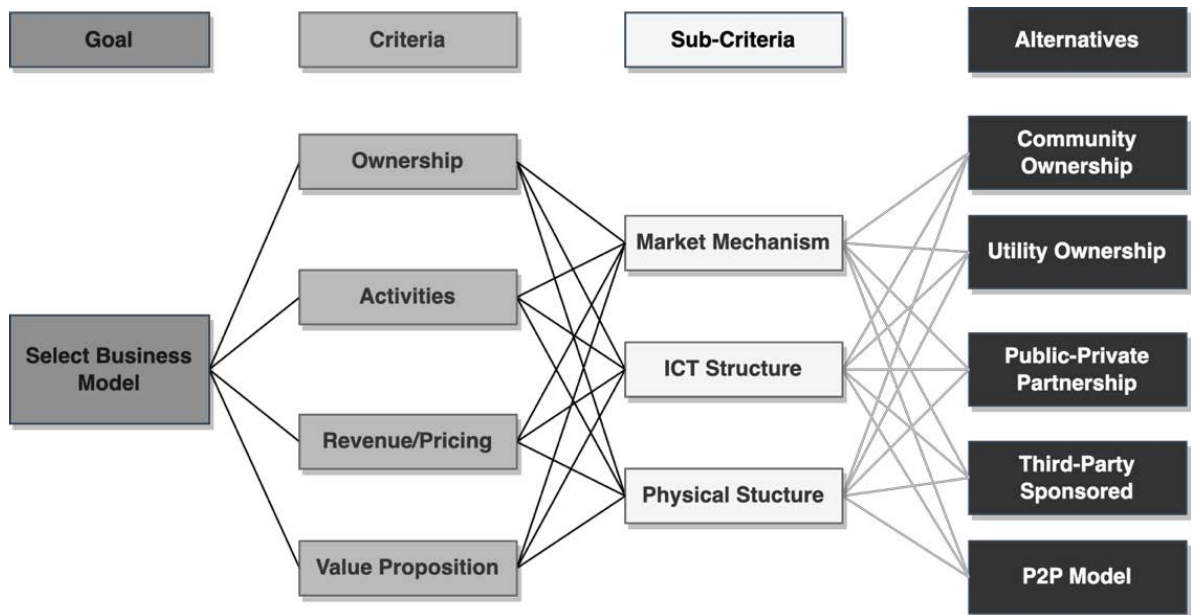 Goal
Criteria
Sub-Criteria
Alternatives
Select Business
Model
Ownership
Activities
Revenue/Pricing
Value Proposition
Market Mechanism
ICT Structure
Physical Stucture
Community
Ownership
Utility Ownership
Public-Private
Partnership
Third-Party
Sponsored
P2P Model